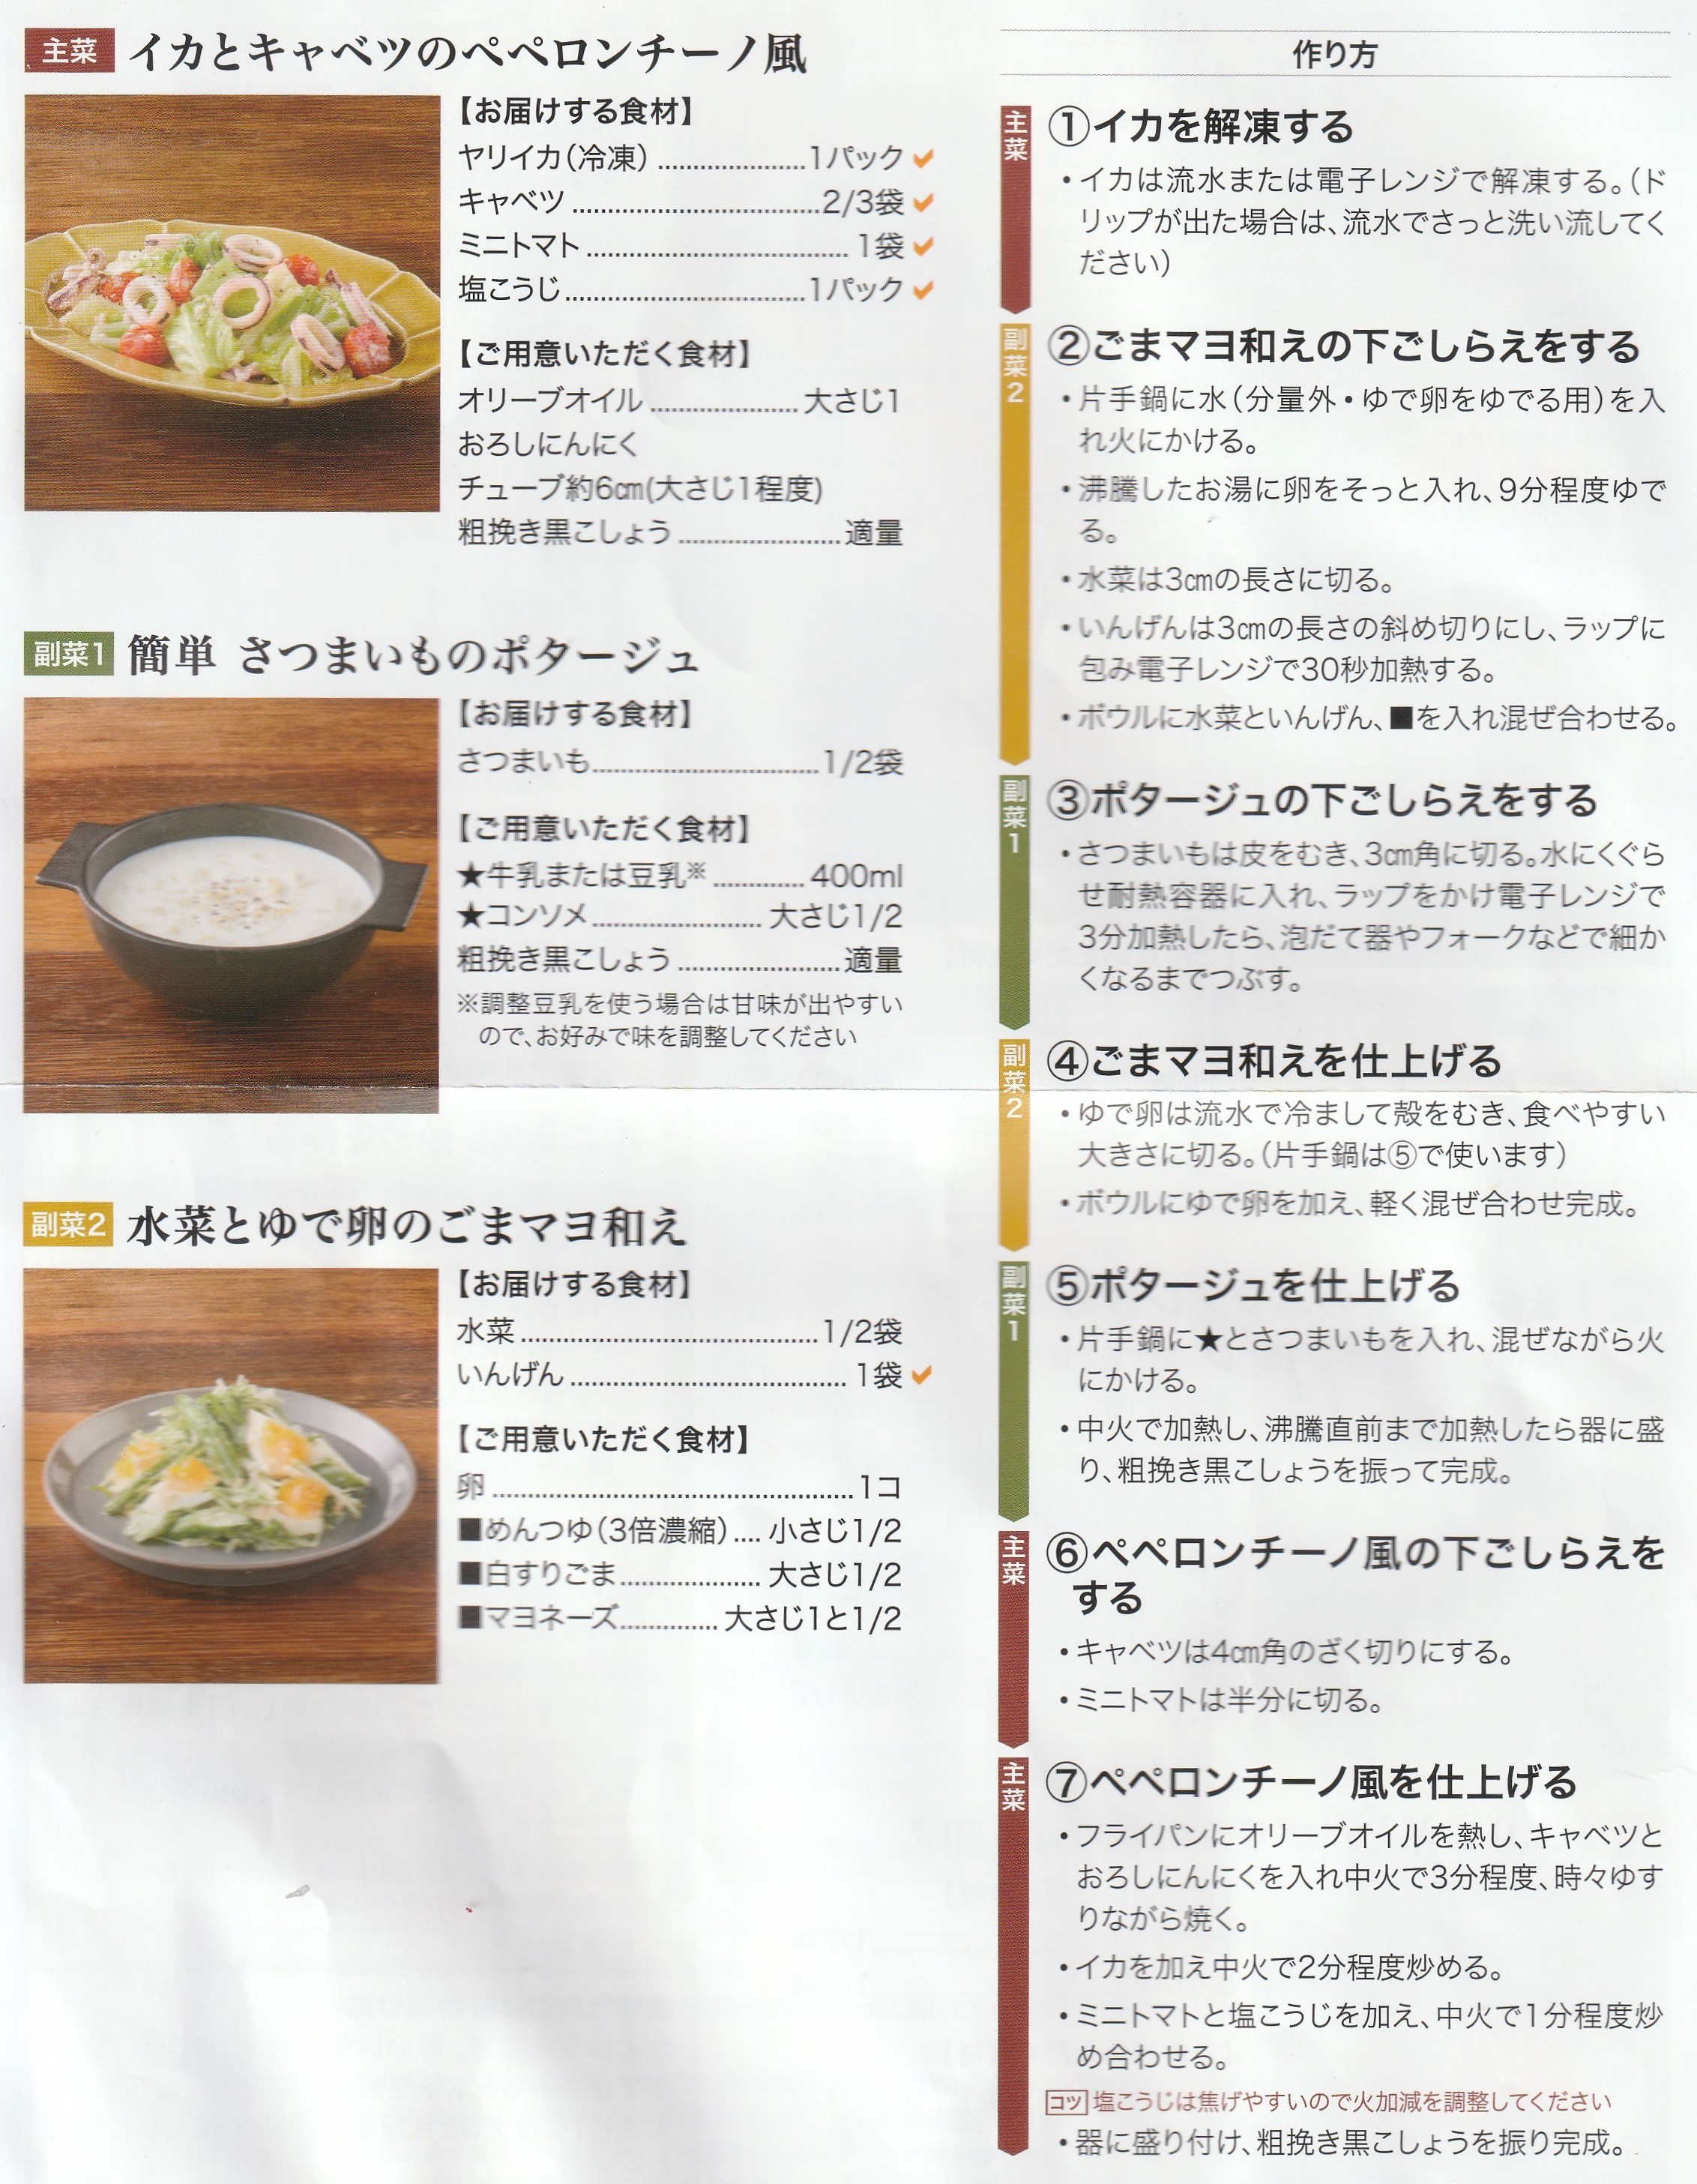 主菜 イカとキャベツのペペロンチーノ風
【お届けする食材】
ヤリイカ（冷凍）..................1パック
キャベツ..............................2/3袋
ミニトマト................................ 1袋
塩こうじ.............................1パック
【ご用意いただく食材】
オリーブオイル.................. 大さじ1
おろしにんにく
チューブ約6㎝(大さじ1程度)
粗挽き黒こしょう....................適量
副菜1 簡単 さつまいものポタージュ
【お届けする食材】
さつまいも...........................1/2袋
【ご用意いただく食材】
★牛乳または豆乳※........... 400ml
★コンソメ..................... 大さじ1/2
粗挽き黒こしょう....................適量
※調整豆乳を使う場合は甘味が出やすい
ので、お好みで味を調整してください
副菜2 水菜とゆで卵のごまマヨ和え
【お届けする食材】
水菜....................................1/2袋
いんげん.................................. 1袋
【ご用意いただく食材】
卵............................................1コ
■めんつゆ（3倍濃縮）.... 小さじ1/2
■白すりごま................. 大さじ1/2
■マヨネーズ............ 大さじ1と1/2
作り方
主菜
①イカを解凍する
・イカは流水または電子レンジで解凍する。（ド
リップが出た場合は、流水でさっと洗い流してく
ださい）
副菜2
②ごまマヨ和えの下ごしらえをする
・片手鍋に水（分量外・ゆで卵をゆでる用）を入
れ火にかける。
・沸騰したお湯に卵をそっと入れ、9分程度ゆで
る。
・水菜は3㎝の長さに切る。
・いんげんは3㎝の長さの斜め切りにし、ラップに
包み電子レンジで30秒加熱する。
・ボウルに水菜といんげん、■を入れ混ぜ合わせる。
副菜1
③ポタージュの下ごしらえをする
・さつまいもは皮をむき、3㎝角に切る。水にくぐら
せ耐熱容器に入れ、ラップをかけ電子レンジで
3分加熱したら、泡だて器やフォークなどで細か
くなるまでつぶす。
副菜2
④ごまマヨ和えを仕上げる
・ゆで卵は流水で冷まして殻をむき、食べやすい
大きさに切る。（片手鍋は⑤で使います）
・ボウルにゆで卵を加え、軽く混ぜ合わせ完成。
副菜1
⑤ポタージュを仕上げる
・片手鍋に★とさつまいもを入れ、混ぜながら火
にかける。
・中火で加熱し、沸騰直前まで加熱したら器に盛
り、粗挽き黒こしょうを振って完成。
主菜
⑥ペペロンチーノ風の下ごしらえを
する
・キャベツは4㎝角のざく切りにする。
・ミニトマトは半分に切る。
主菜
⑦ペペロンチーノ風を仕上げる
・フライパンにオリーブオイルを熱し、キャベツと
おろしにんにくを入れ中火で3分程度、時々ゆす
りながら焼く。
・イカを加え中火で2分程度炒める。
・ミニトマトと塩こうじを加え、中火で1分程度炒
め合わせる。
コツ 塩こうじは焦げやすいので火加減を調整してください
・器に盛り付け、粗挽き黒こしょうを振り完成。